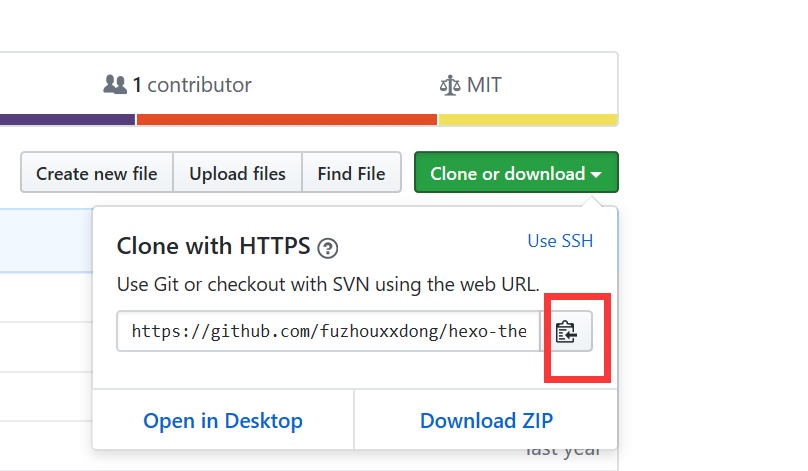 1 contributor
MIT
Create new file
Upload files
Find File
Clone or download
Clone with HTTPS
Use SSH
Use Git or checkout with SVN using the web URL.
https://github.com/fuzhouxxdong/hexo-the
Open in Desktop
Download ZIP
last year